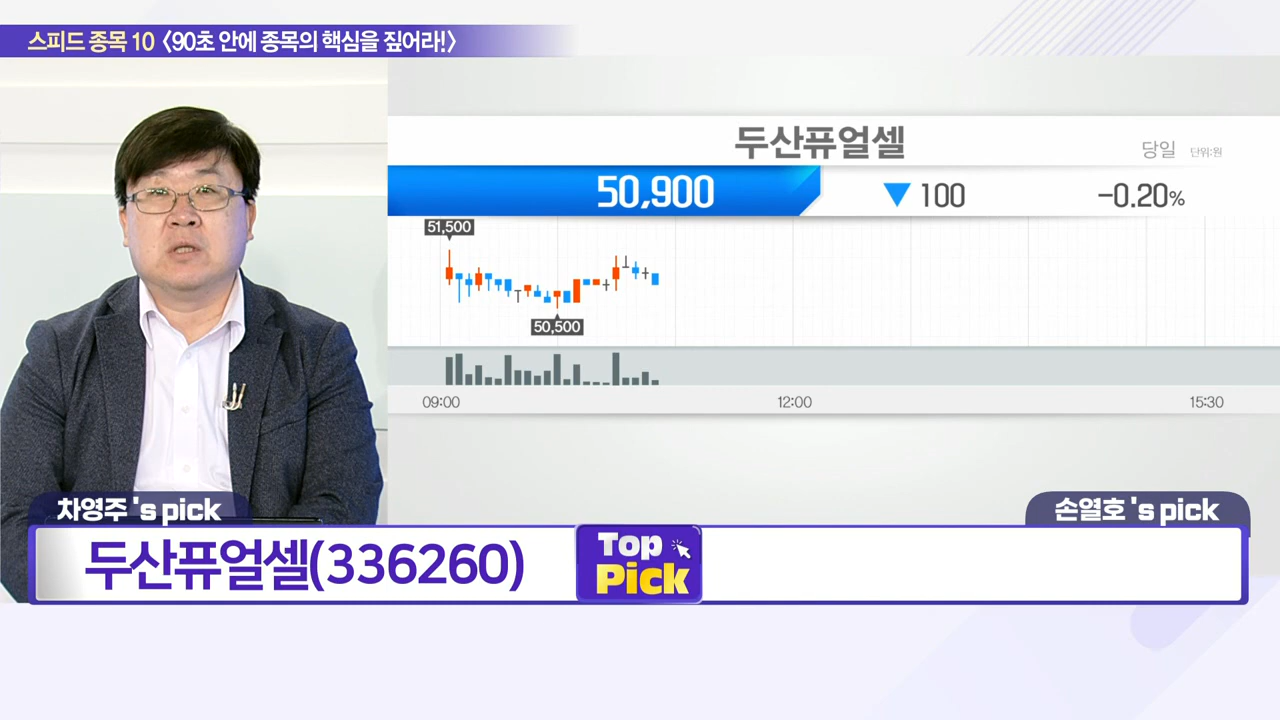 스피드 종목 10 〈90초 안에 종목의 핵심을 짚어라!〉
두산퓨얼셀
당일 단위:원
50,900 ▼ 100 -0.20%
51,500
50,500
09:00 12:00 15:30
차영주 's pick
손열호 's pick
두산퓨얼셀(336260)
Top
Pick